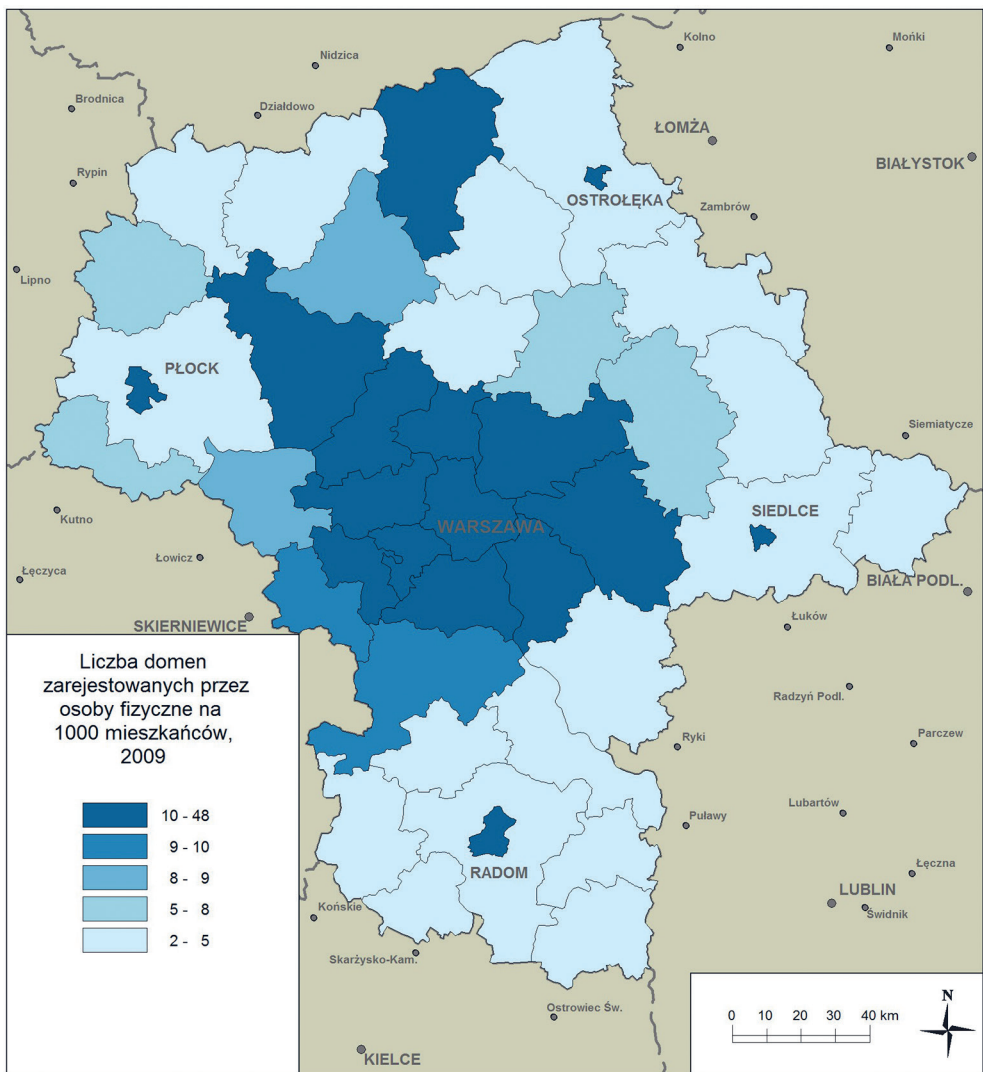 Kolno
Mońki
Nidzica
Brodnica
Działdowo
ŁOMŻA
BIAŁYSTOK
Rypin
OSTROŁĘKA
Zambrów
Lipno
PŁOCK
Siemiatycze
Kutno
WARSZAWA
SIEDLCE
Łowicz
Łęczyca
BIAŁA PODL.
SKIERNIEWICE
Łuków
Radzyń Podl.
Ryki
Parczew
Puławy
Lubartów
RADOM
Łęczna
LUBLIN
Świdnik
Końskie
Skarżysko-Kam.
Ostrowiec Św.
KIELCE
Liczba domen
zarejestowanych przez
osoby fizyczne na
1000 mieszkańców,
2009
10 - 48
9 - 10
8 - 9
5 - 8
2 - 5
N
0 10 20 30 40 km